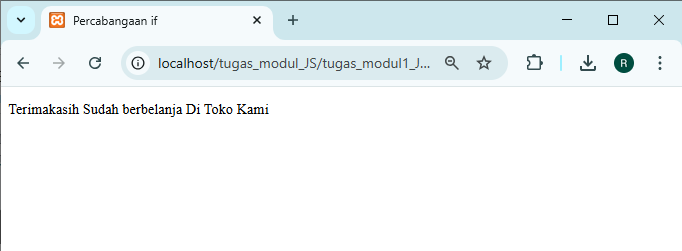 Percabangaan if
localhost/tugas_modul_JS/tugas_modul1_J...
R
Terimakasih Sudah berbelanja Di Toko Kami